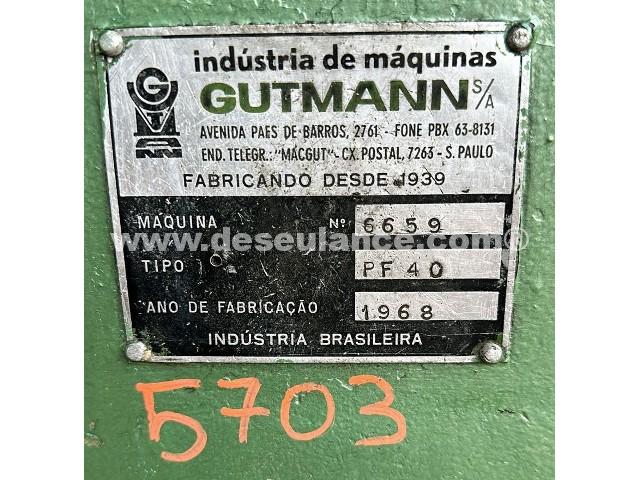 indústria de máquinas
GUTMANN S/A
AVENIDA PAES DE BARROS, 2761 - FONE PBX 63-8131
END. TELEGR.: "MACGUT" - CX. POSTAL, 7263 - S. PAULO
FABRICANDO DESDE 1939
MAQUINA Nº 6659
www.deseulance.com®
TIPO PF 40
ANO DE FABRICAÇÃO 1968
INDÚSTRIA BRASILEIRA
5703